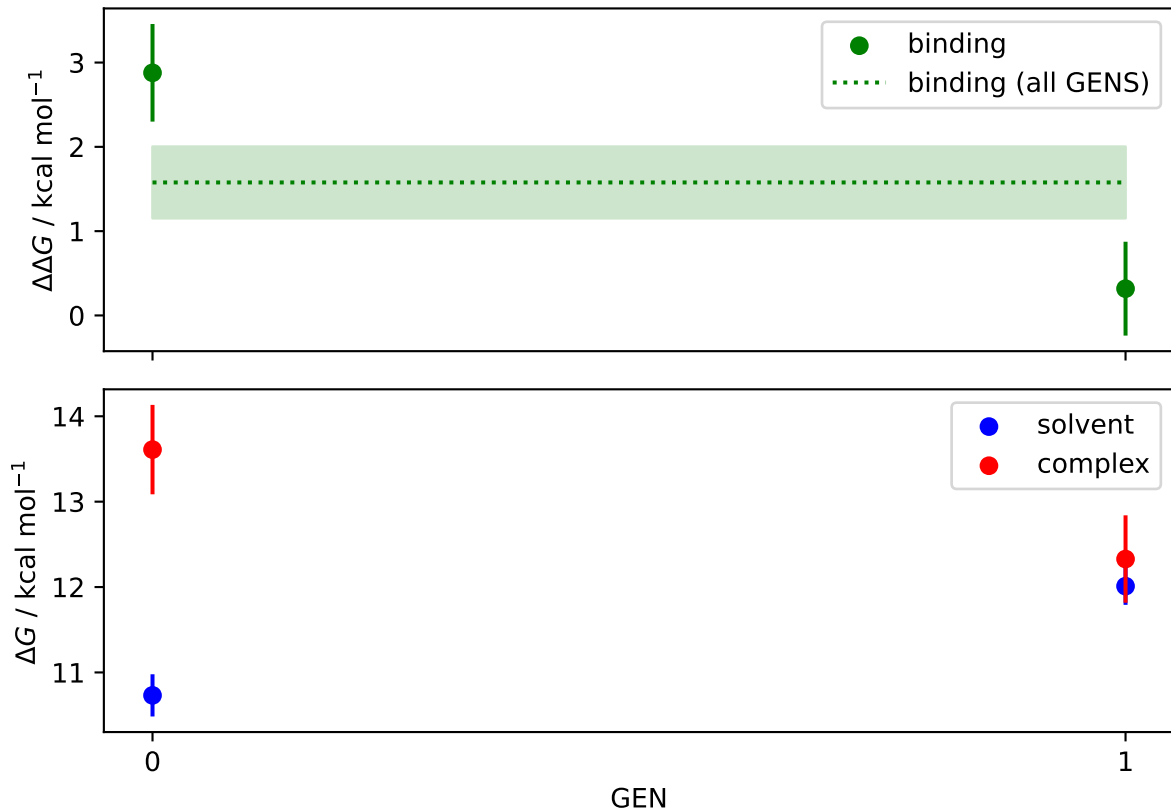 3
2
1
0
ΔΔG / kcal mol⁻¹
binding
binding (all GENS)
14
13
12
11
ΔG / kcal mol⁻¹
solvent
complex
0
1
GEN